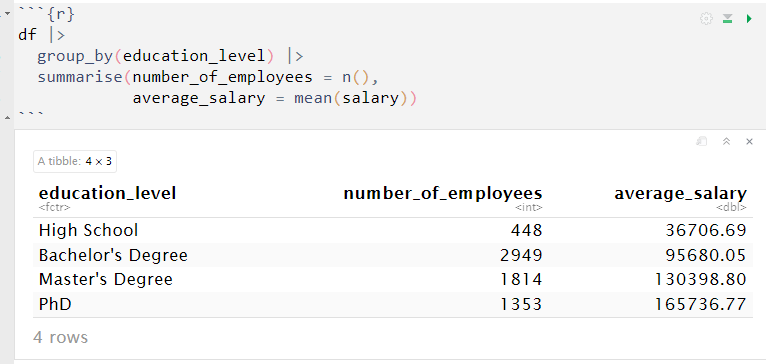 ```{r}
df |>
  group_by(education_level) |>
  summarise(number_of_employees = n(),
            average_salary = mean(salary))
```
A tibble: 4 × 3
education_level number_of_employees average_salary
<fctr> <int> <dbl>
High School 448 36706.69
Bachelor's Degree 2949 95680.05
Master's Degree 1814 130398.80
PhD 1353 165736.77
4 rows